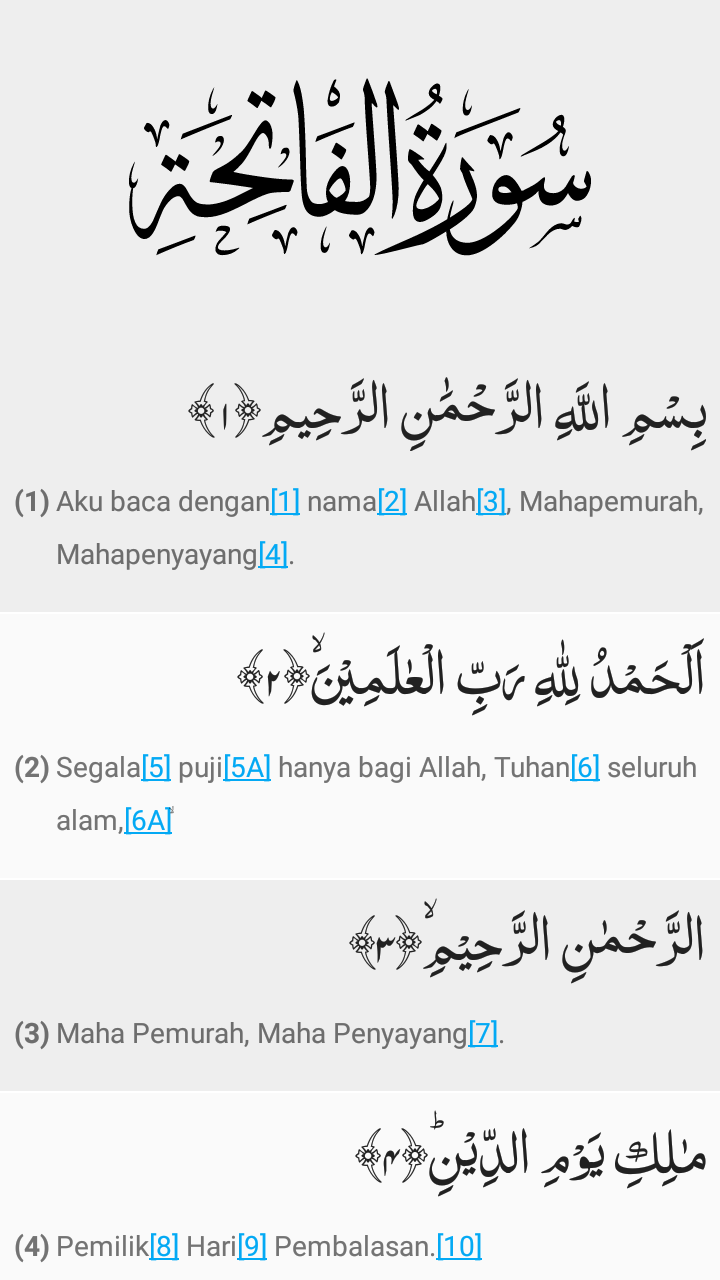 سُورَةُ الْفَاتِحَةِ
بِسْمِ اللَّهِ الرَّحْمَٰنِ الرَّحِيمِ ﴿١﴾
(1) Aku baca dengan[1] nama[2] Allah[3], Mahapemurah,
Mahapenyayang[4].
اَلْحَمْدُ لِلّٰهِ رَبِّ الْعٰلَمِيْنَۙ ﴿٢﴾
(2) Segala[5] puji[5A] hanya bagi Allah, Tuhan[6] seluruh
alam,[6A]
الرَّحْمٰنِ الرَّحِيْمِۙ ﴿٣﴾
(3) Maha Pemurah, Maha Penyayang[7].
مٰلِكِ يَوْمِ الدِّيْنِؕ ﴿۴﴾
(4) Pemilik[8] Hari[9] Pembalasan.[10]